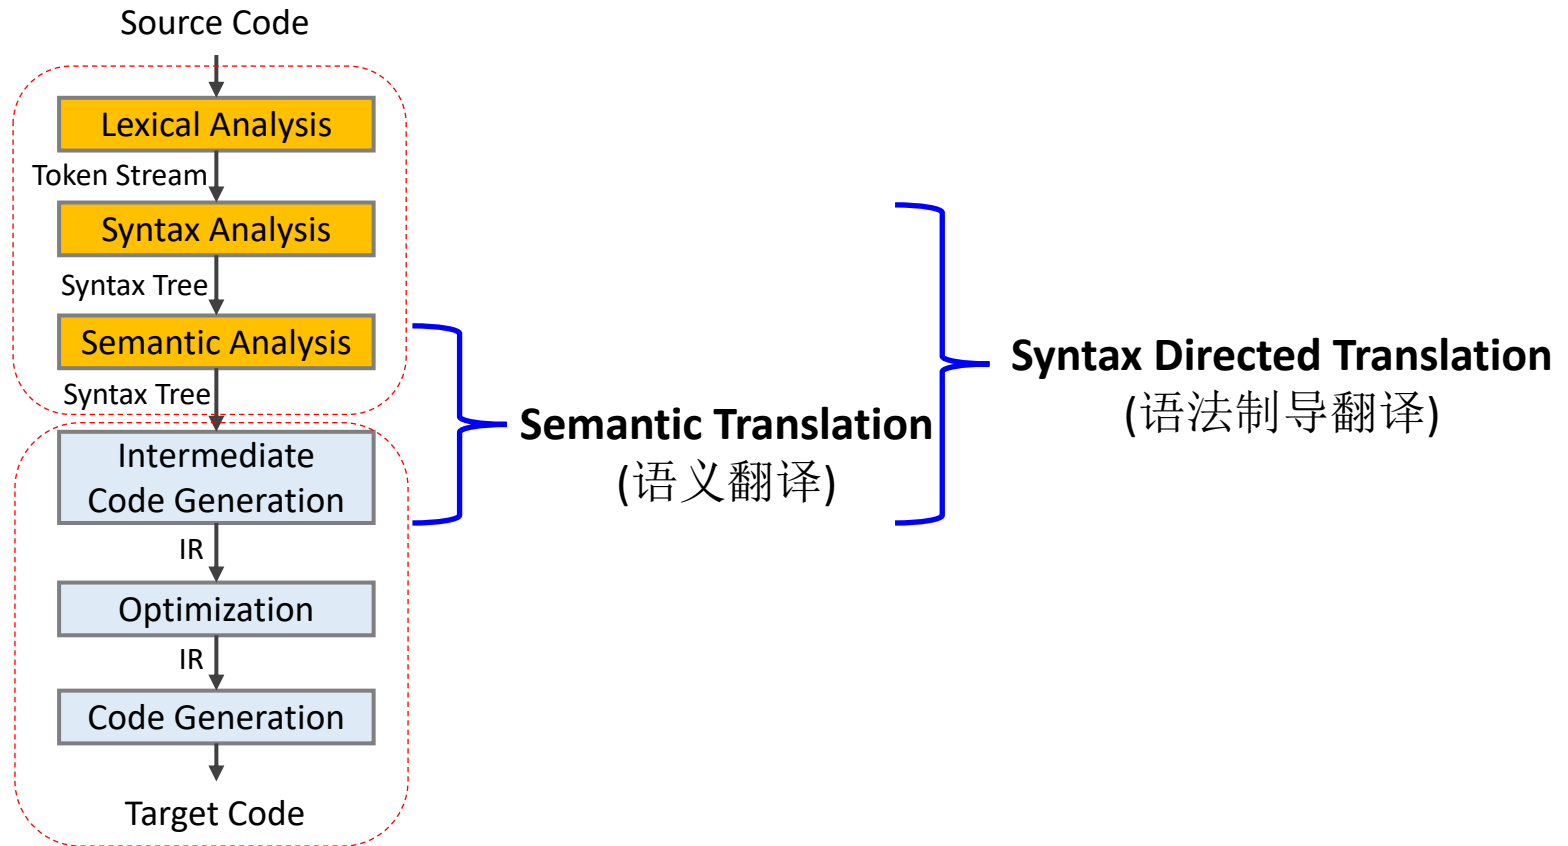 Source Code
Lexical Analysis
Token Stream
Syntax Analysis
Syntax Tree
Semantic Analysis
Syntax Tree
Intermediate
Code Generation
IR
Optimization
IR
Code Generation
Target Code
Semantic Translation
(语义翻译)
Syntax Directed Translation
(语法制导翻译)